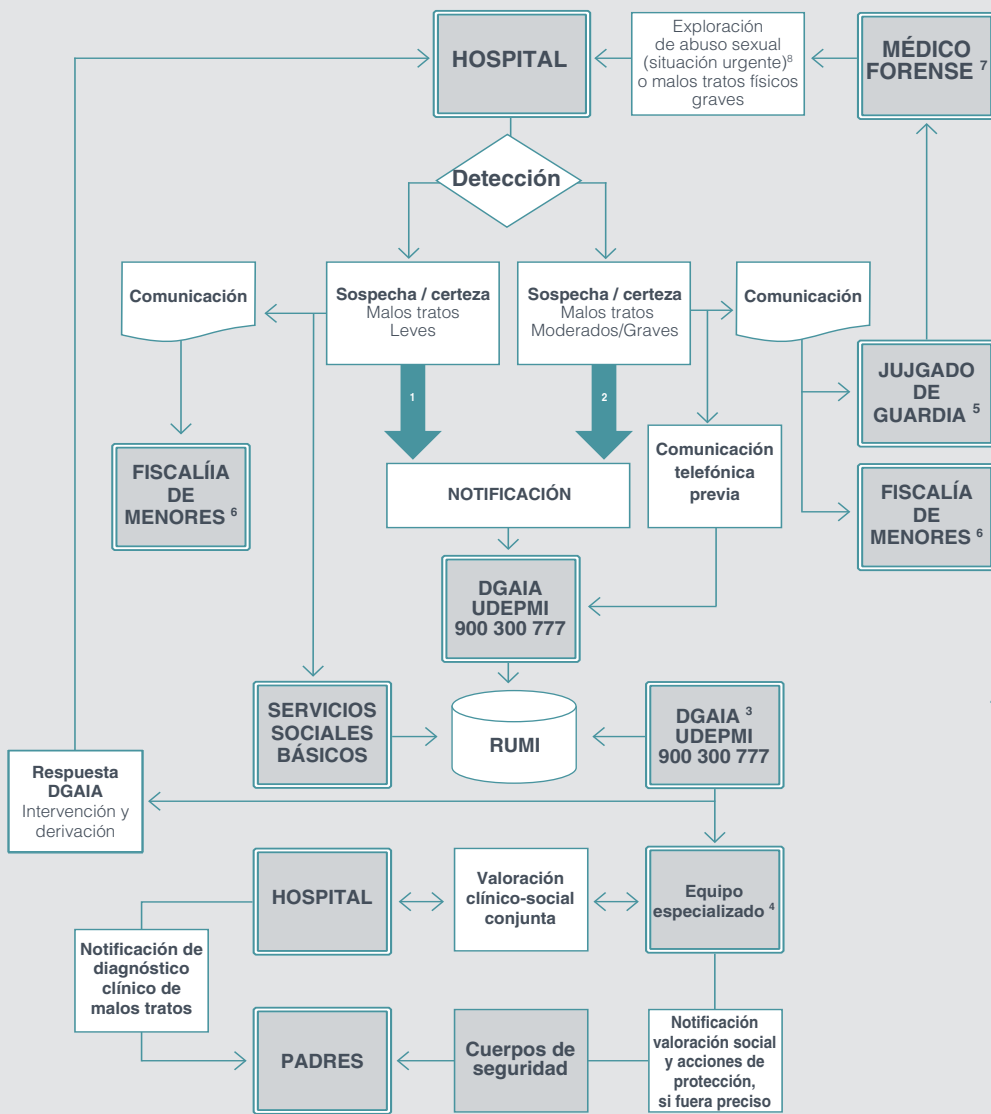 HOSPITAL
Exploración
de abuso sexual
(situación urgente)⁸
o malos tratos físicos
graves
MÉDICO
FORENSE ⁷
Detección
Comunicación
Sospecha / certeza
Malos tratos
Leves
Sospecha / certeza
Malos tratos
Moderados/Graves
Comunicación
1
2
JUJGADO
DE
GUARDIA ⁵
FISCALÍIA
DE
MENORES ⁶
NOTIFICACIÓN
Comunicación
telefónica
previa
FISCALÍA
DE
MENORES ⁶
DGAIA
UDEPMI
900 300 777
SERVICIOS
SOCIALES
BÁSICOS
RUMI
DGAIA ³
UDEPMI
900 300 777
Respuesta
DGAIA
Intervención y
derivación
HOSPITAL
Valoración
clínico-social
conjunta
Equipo
especializado ⁴
Notificación de
diagnóstico
clínico de
malos tratos
PADRES
Cuerpos de
seguridad
Notificación
valoración social
y acciones de
protección,
si fuera preciso